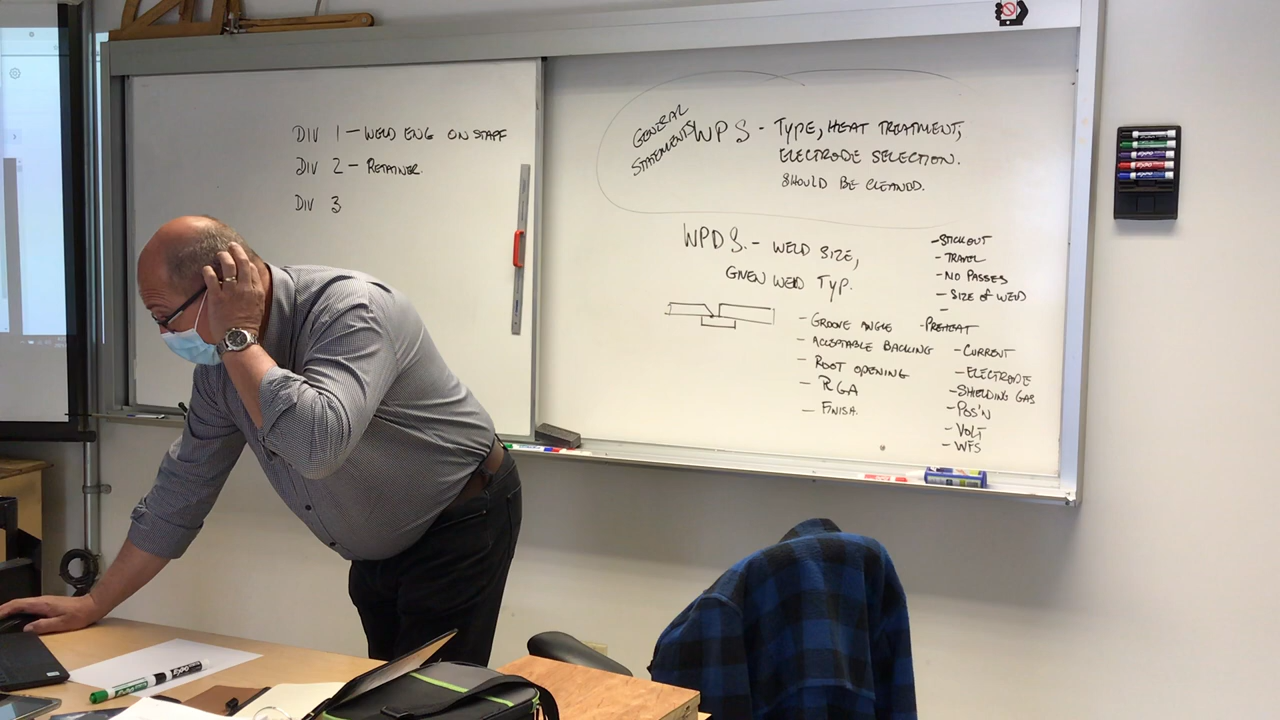 DIV 1 - WELD ENG ON STAFF
DIV 2 - RETAINER.
DIV 3
GENERAL
STATEMENTS
WPS - TYPE, HEAT TREATMENT,
ELECTRODE SELECTION.
SHOULD BE CLEANED.
WPDS. - WELD SIZE,
GIVEN WELD TYP.
- GROOVE ANGLE
- ACCEPTABLE BACKING
- ROOT OPENING
- RGA
- FINISH.
- STICKOUT
- TRAVEL
- NO PASSES
- SIZE OF WELD
-
- PREHEAT
- CURRENT
- ELECTRODE
- SHIELDING GAS
- POS'N
- VOLT
- WFS